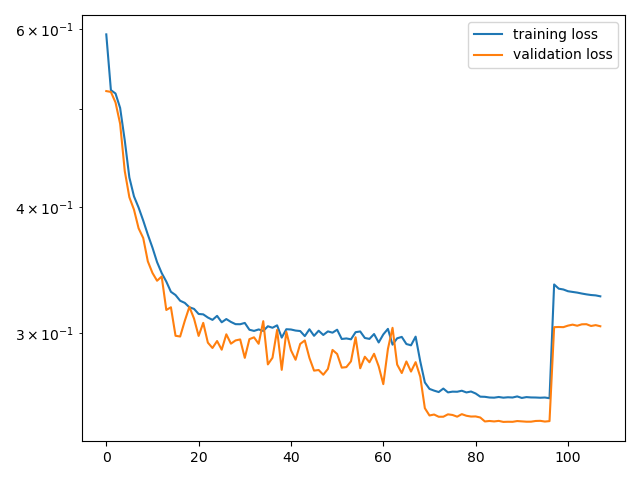 6 × 10⁻¹
4 × 10⁻¹
3 × 10⁻¹
training loss
validation loss
0 20 40 60 80 100